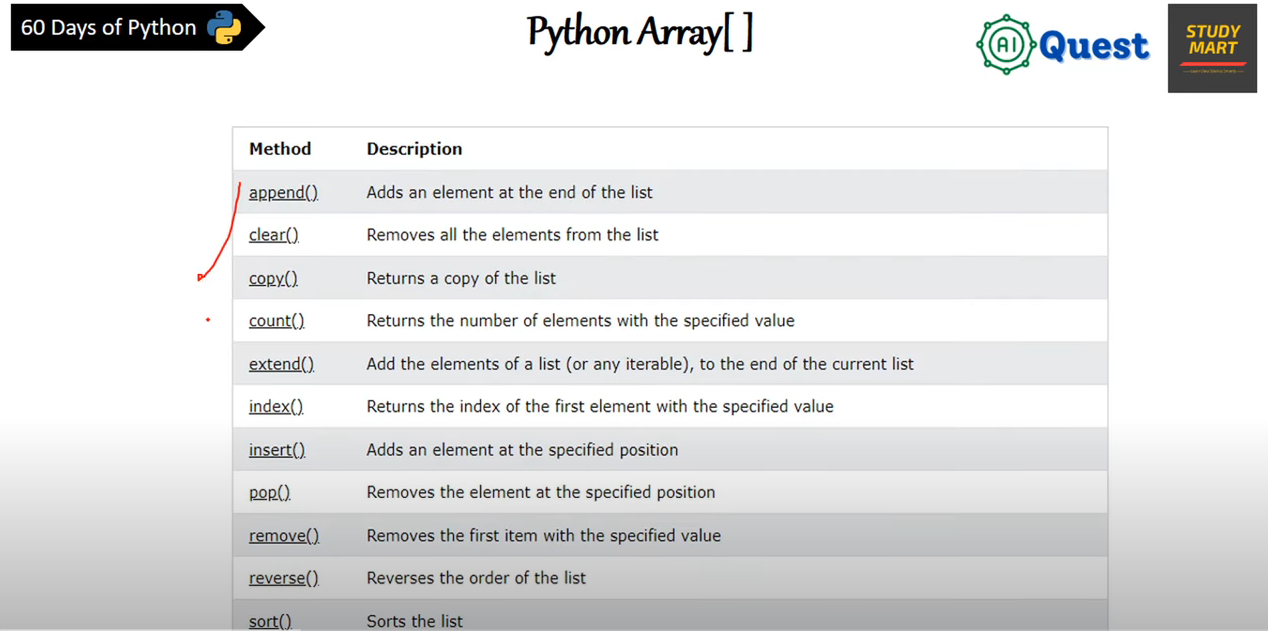 60 Days of Python
Python Array[ ]
AI Quest
STUDY
MART
Method Description
append() Adds an element at the end of the list
clear() Removes all the elements from the list
copy() Returns a copy of the list
count() Returns the number of elements with the specified value
extend() Add the elements of a list (or any iterable), to the end of the current list
index() Returns the index of the first element with the specified value
insert() Adds an element at the specified position
pop() Removes the element at the specified position
remove() Removes the first item with the specified value
reverse() Reverses the order of the list
sort() Sorts the list